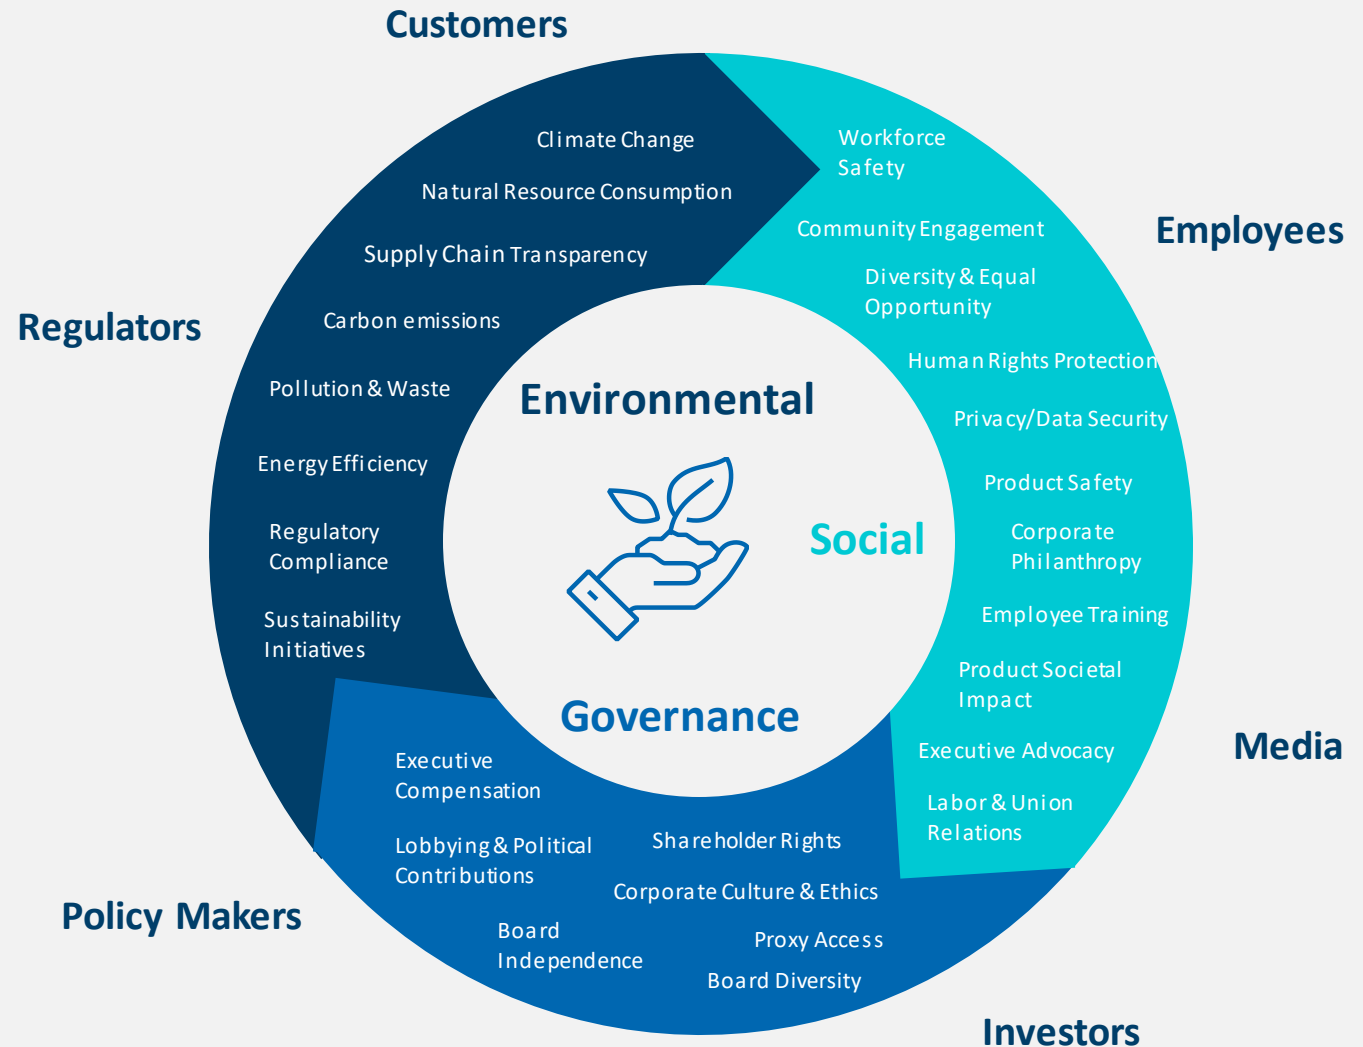 Customers
Climate Change
Natural Resource Consumption
Supply Chain Transparency
Carbon emissions
Pollution & Waste
Energy Efficiency
Regulatory
Compliance
Sustainability
Initiatives
Workforce
Safety
Community Engagement
Diversity & Equal
Opportunity
Human Rights Protection
Privacy/Data Security
Product Safety
Corporate
Philanthropy
Employee Training
Product Societal
Impact
Executive Advocacy
Labor & Union
Relations
Employees
Regulators
Environmental
Social
Governance
Executive
Compensation
Lobbying & Political
Contributions
Board
Independence
Shareholder Rights
Corporate Culture & Ethics
Proxy Access
Board Diversity
Media
Policy Makers
Investors